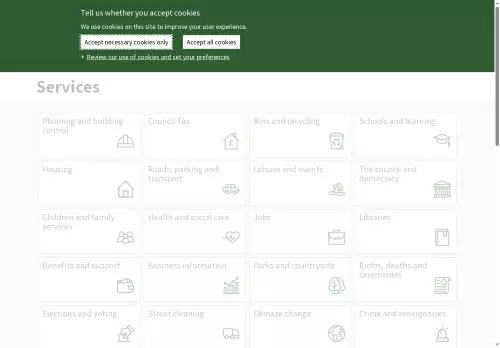 Tell us whether you accept cookies
We use cookies on this site to improve your user experience.
Accept necessary cookies only
Accept all cookies
+ Review our use of cookies and set your preferences
Services
Planning and building
control
Council Tax
Bins and recycling
Schools and learning
Housing
Roads, parking and
transport
Leisure and events
The council and
democracy
Children and family
services
Health and social care
Jobs
Libraries
Benefits and support
Business information
Parks and countryside
Births, deaths and
ceremonies
Elections and voting
Street cleaning
Climate change
Crime and emergencies